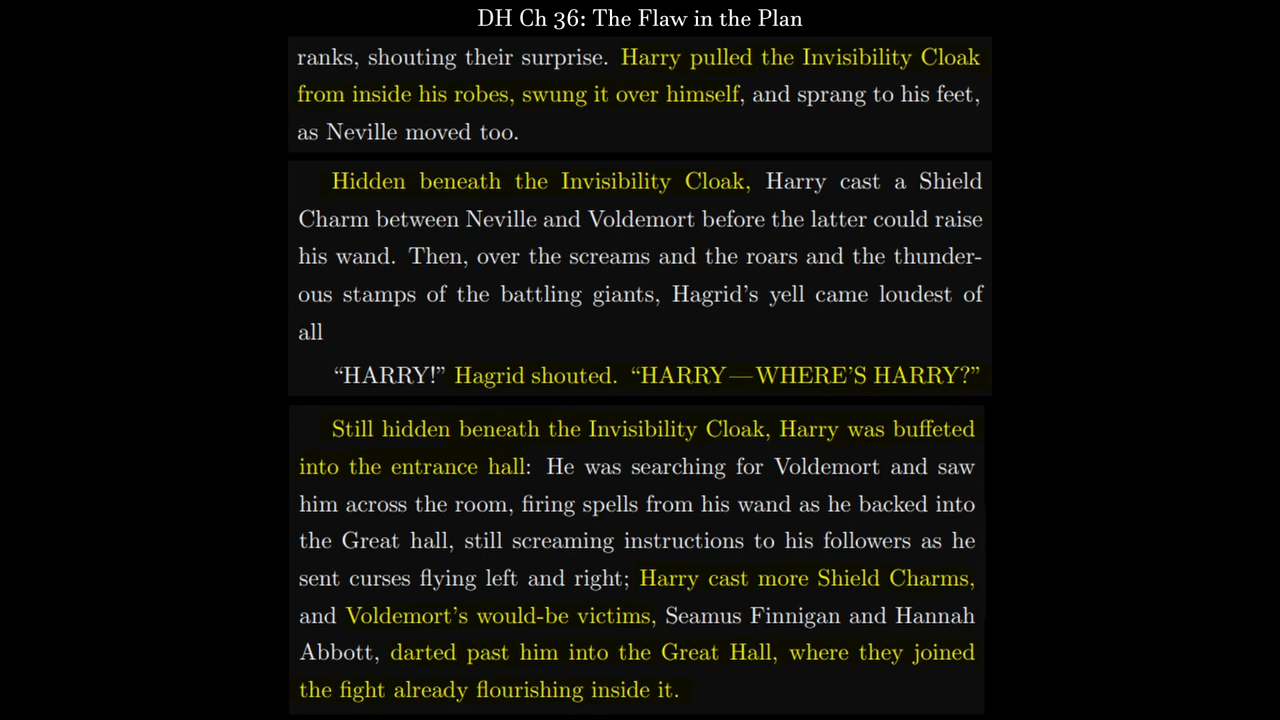 DH Ch 36: The Flaw in the Plan
ranks, shouting their surprise. Harry pulled the Invisibility Cloak
from inside his robes, swung it over himself, and sprang to his feet,
as Neville moved too.
Hidden beneath the Invisibility Cloak, Harry cast a Shield
Charm between Neville and Voldemort before the latter could raise
his wand. Then, over the screams and the roars and the thunder-
ous stamps of the battling giants, Hagrid's yell came loudest of
all
“HARRY!” Hagrid shouted. “HARRY—WHERE'S HARRY?”
Still hidden beneath the Invisibility Cloak, Harry was buffeted
into the entrance hall: He was searching for Voldemort and saw
him across the room, firing spells from his wand as he backed into
the Great hall, still screaming instructions to his followers as he
sent curses flying left and right; Harry cast more Shield Charms,
and Voldemort's would-be victims, Seamus Finnigan and Hannah
Abbott, darted past him into the Great Hall, where they joined
the fight already flourishing inside it.